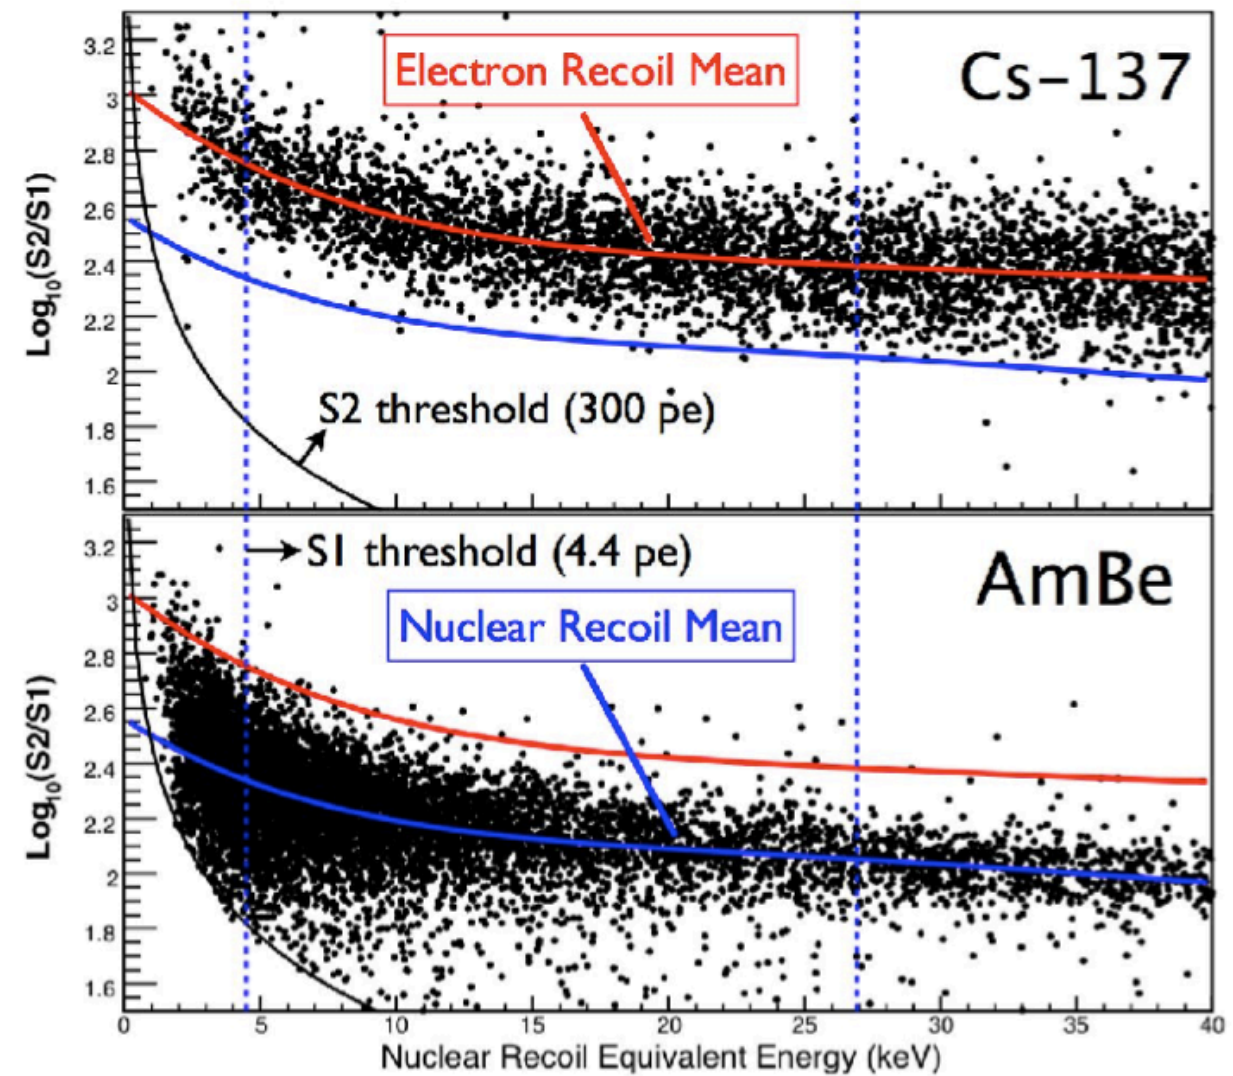 3.2
3
2.8
2.6
2.4
2.2
2
1.8
1.6
Log10(S2/S1)
Electron Recoil Mean
Cs-137
S2 threshold (300 pe)
3.2
3
2.8
2.6
2.4
2.2
2
1.8
1.6
Log10(S2/S1)
S1 threshold (4.4 pe)
AmBe
Nuclear Recoil Mean
0 5 10 15 20 25 30 35 40
Nuclear Recoil Equivalent Energy (keV)